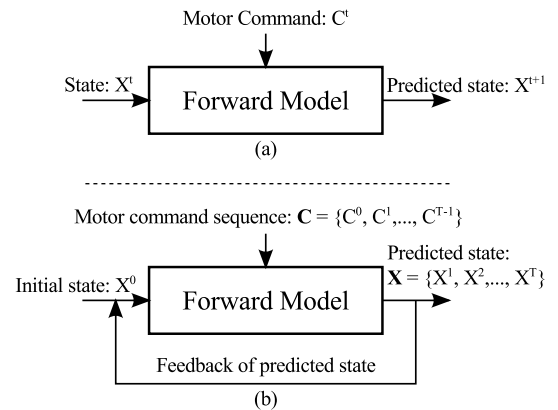 Motor Command: Cᵗ
State: Xᵗ
Forward Model
Predicted state: Xᵗ⁺¹
(a)
Motor command sequence: C = {C⁰, C¹,..., Cᵀ⁻¹}
Predicted state:
X = {X¹, X²,..., Xᵀ}
Initial state: X⁰
Forward Model
Feedback of predicted state
(b)